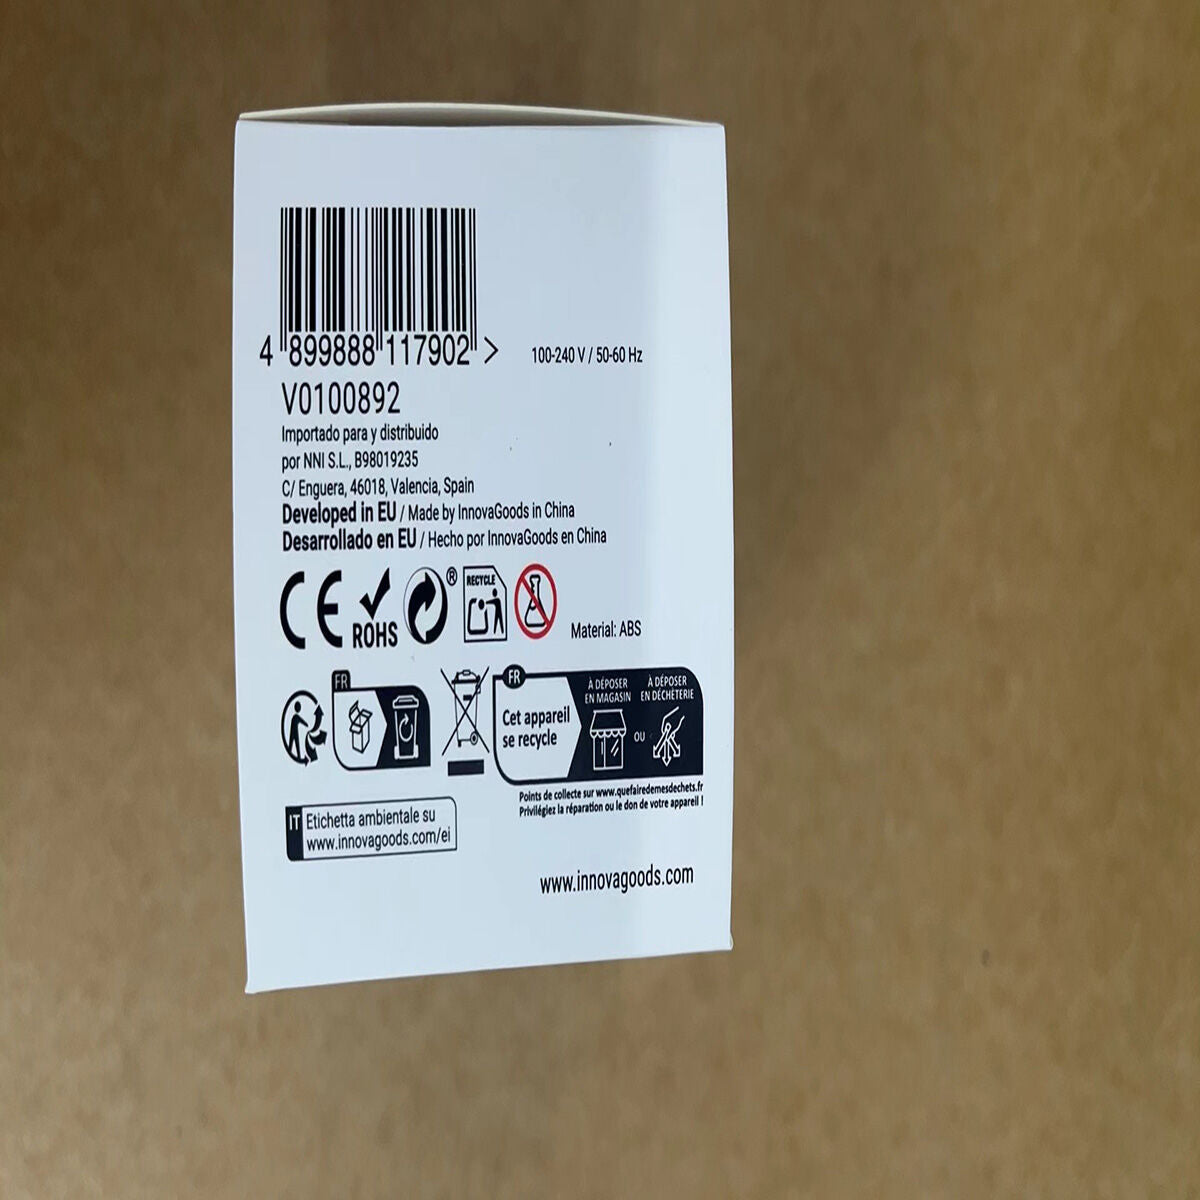 4 899888 117902 >
100-240 V / 50-60 Hz
V0100892
Importado para y distribuido
por NNI S.L., B98019235
C/ Enguera, 46018, Valencia, Spain
Developed in EU / Made by InnovaGoods in China
Desarrollado en EU / Hecho por InnovaGoods en China
CE
ROHS
®
RECYCLE
Material: ABS
FR
FR
Cet appareil
se recycle
À DÉPOSER
EN MAGASIN
OU
À DÉPOSER
EN DÉCHÈTERIE
Points de collecte sur www.quefairedemesdechets.fr
Privilégiez la réparation ou le don de votre appareil !
IT
Etichetta ambientale su
www.innovagoods.com/ei
www.innovagoods.com